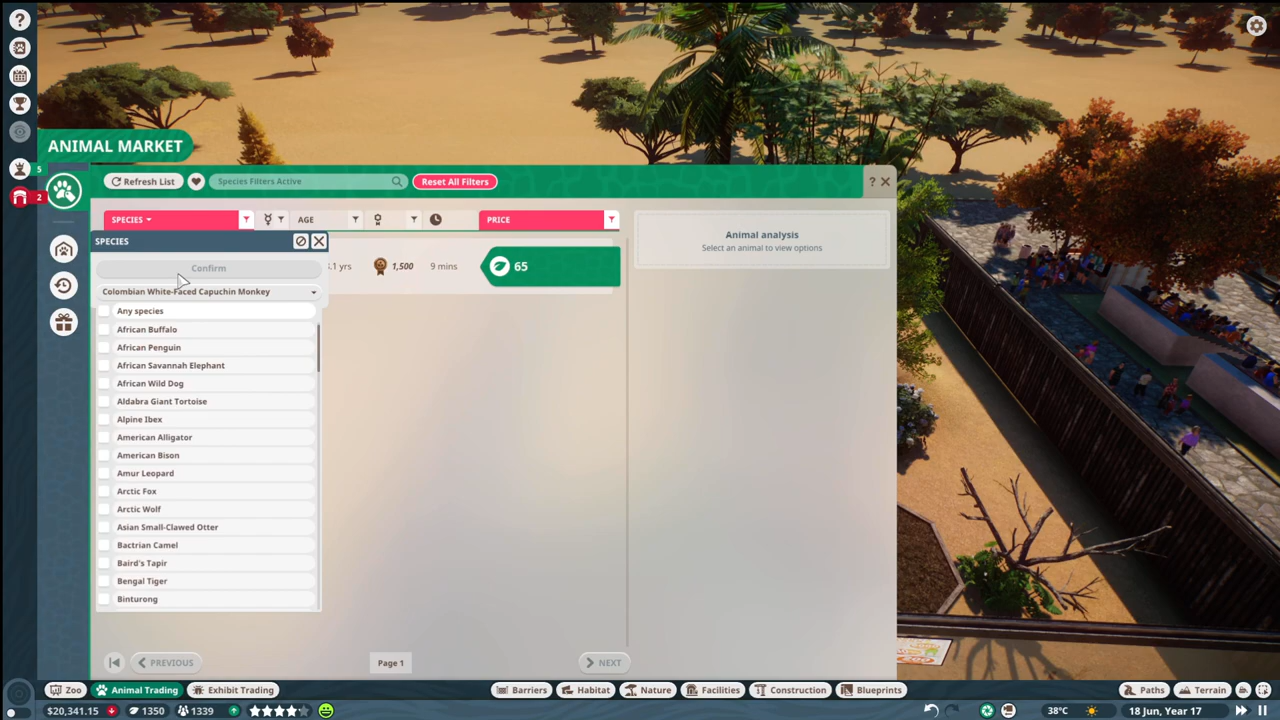 ?
5
2
ANIMAL MARKET
Refresh List
Species Filters Active
Reset All Filters
?
SPECIES
AGE
PRICE
SPECIES
Confirm
Colombian White-Faced Capuchin Monkey
Any species
African Buffalo
African Penguin
African Savannah Elephant
African Wild Dog
Aldabra Giant Tortoise
Alpine Ibex
American Alligator
American Bison
Amur Leopard
Arctic Fox
Arctic Wolf
Asian Small-Clawed Otter
Bactrian Camel
Baird's Tapir
Bengal Tiger
Binturong
.1 yrs
1,500
9 mins
65
Animal analysis
Select an animal to view options
PREVIOUS
Page 1
NEXT
Zoo
Animal Trading
Exhibit Trading
Barriers
Habitat
Nature
Facilities
Construction
Blueprints
Paths
Terrain
$20,341.15
1350
1339
38°C
18 Jun, Year 17